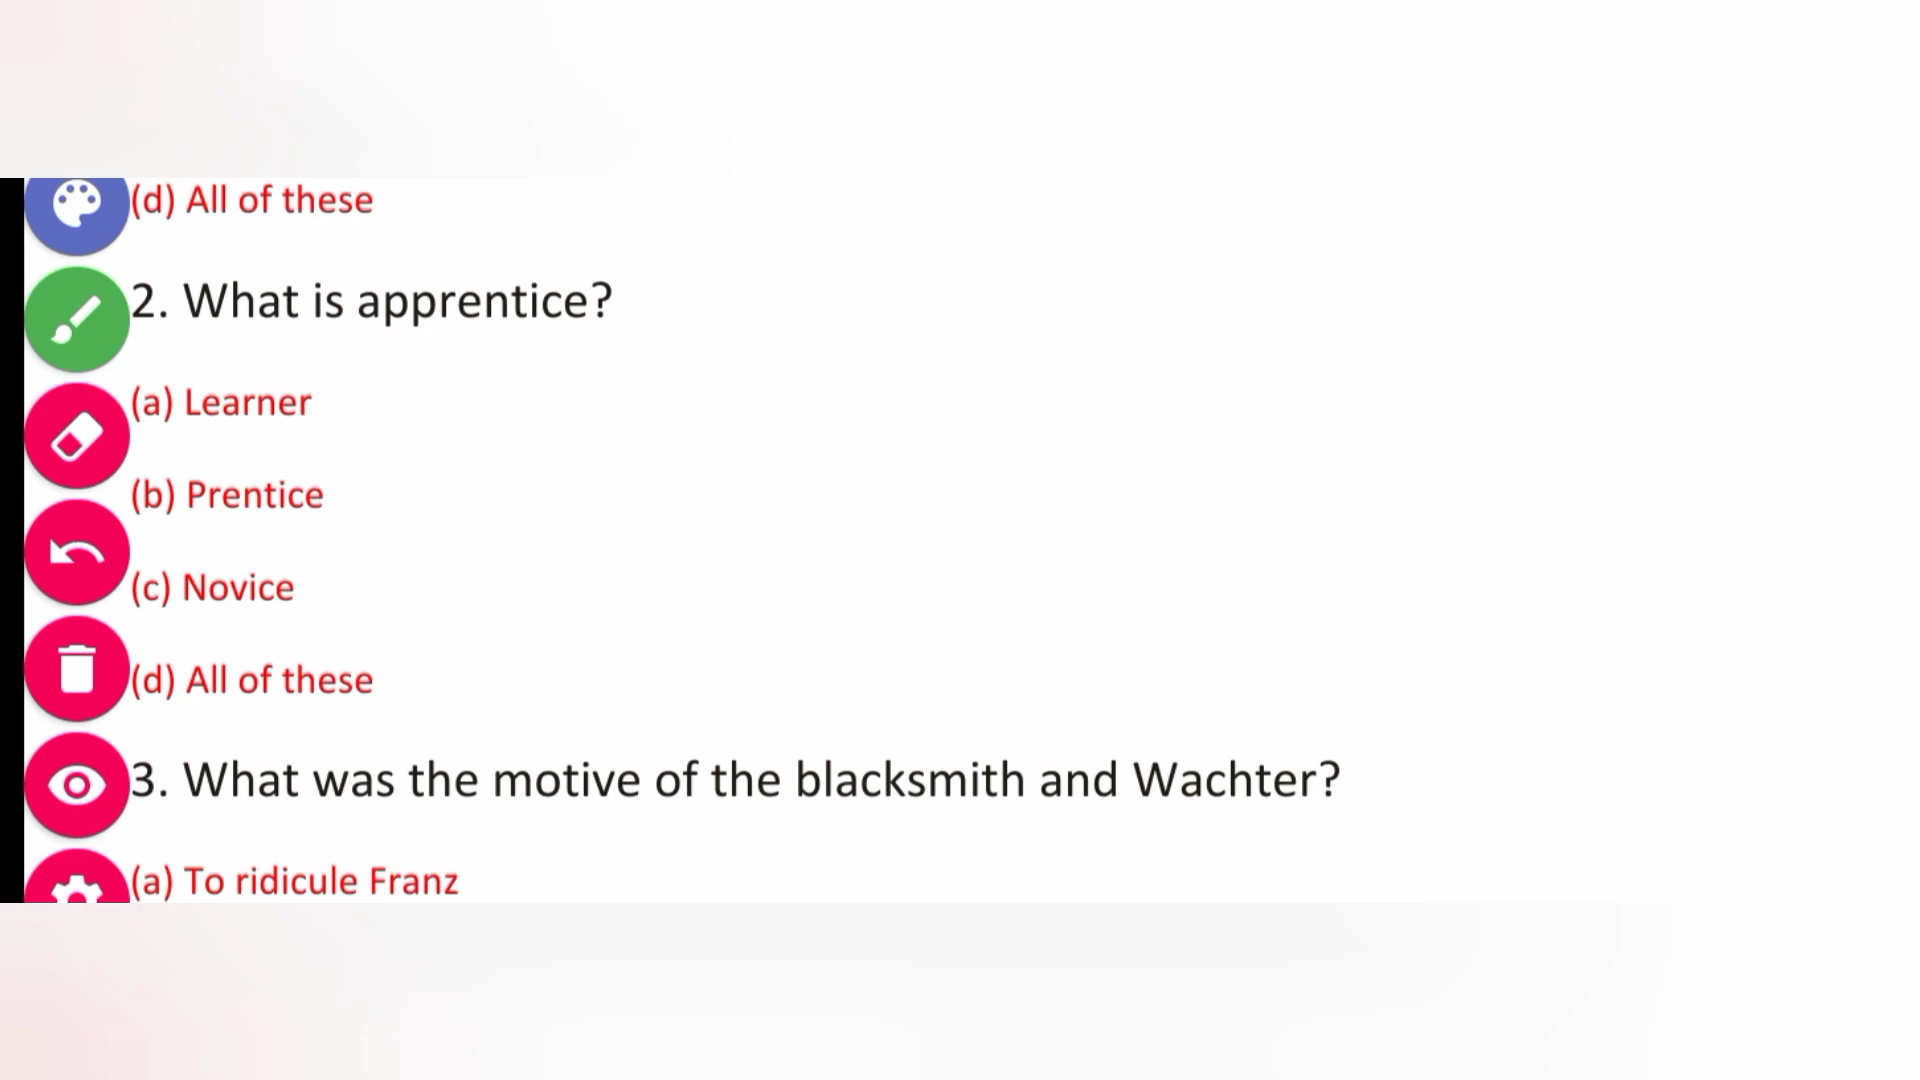 (d) All of these
2. What is apprentice?
(a) Learner
(b) Prentice
(c) Novice
(d) All of these
3. What was the motive of the blacksmith and Wachter?
(a) To ridicule Franz